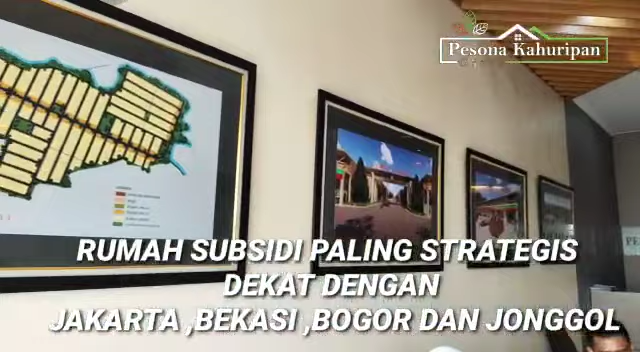 Pesona Kahuripan
RUMAH SUBSIDI PALING STRATEGIS
DEKAT DENGAN
JAKARTA ,BEKASI ,BOGOR DAN JONGGOL